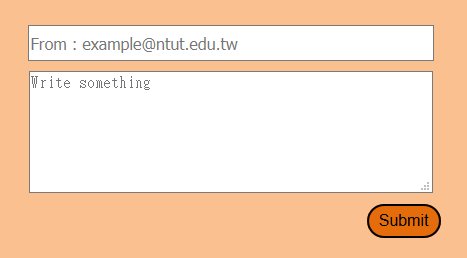 From : example@ntut.edu.tw
Write something
Submit